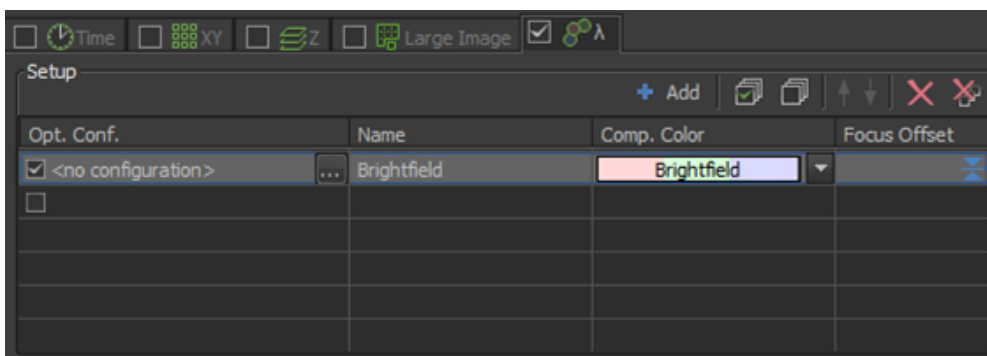 Time XY Z Large Image λ
Setup
Add
Opt. Conf. Name Comp. Color Focus Offset
<no configuration> ... Brightfield Brightfield